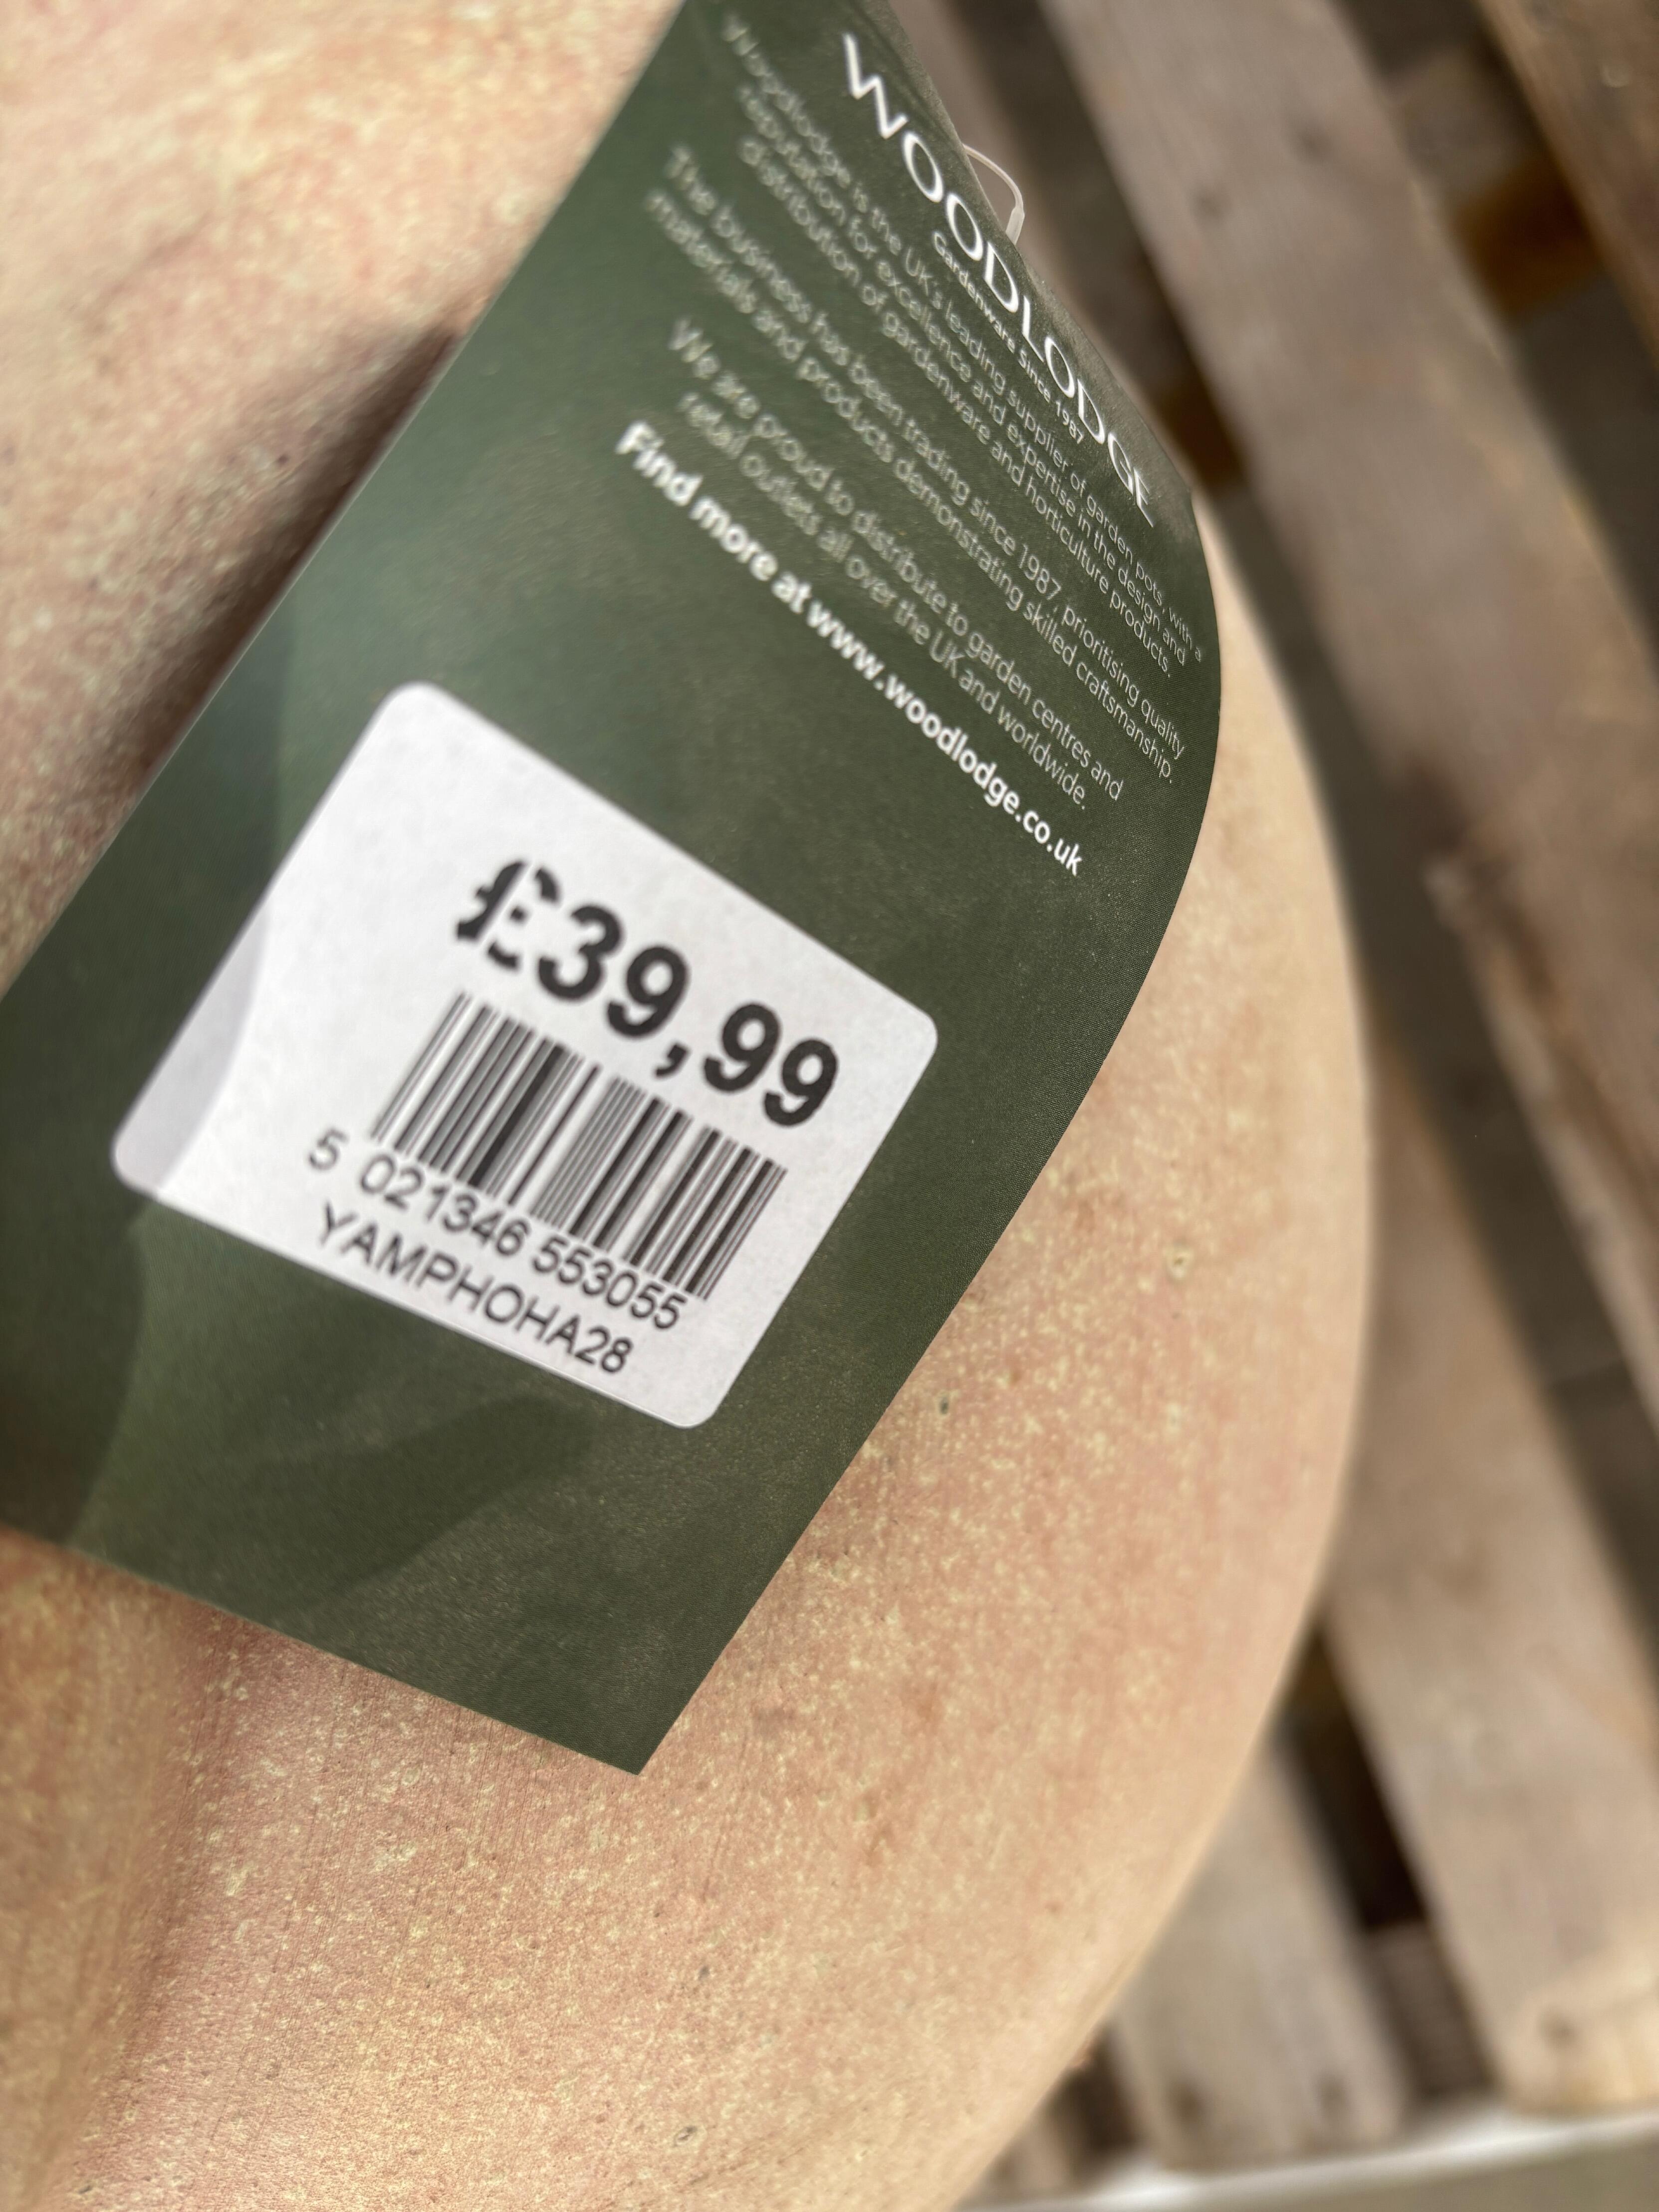 WOODLODGE
Gardenware Since 1987
Woodlodge is the UK's leading supplier of garden pots, with a
reputation for excellence and expertise in the design and
distribution of gardenware and horticulture products.
The business has been trading since 1987, prioritising quality
materials and products demonstrating skilled craftsmanship.
We are proud to distribute to garden centres and
retail outlets all over the UK and worldwide.
Find more at www.woodlodge.co.uk
£39,99
5 021346 553055
YAMPHOHA28